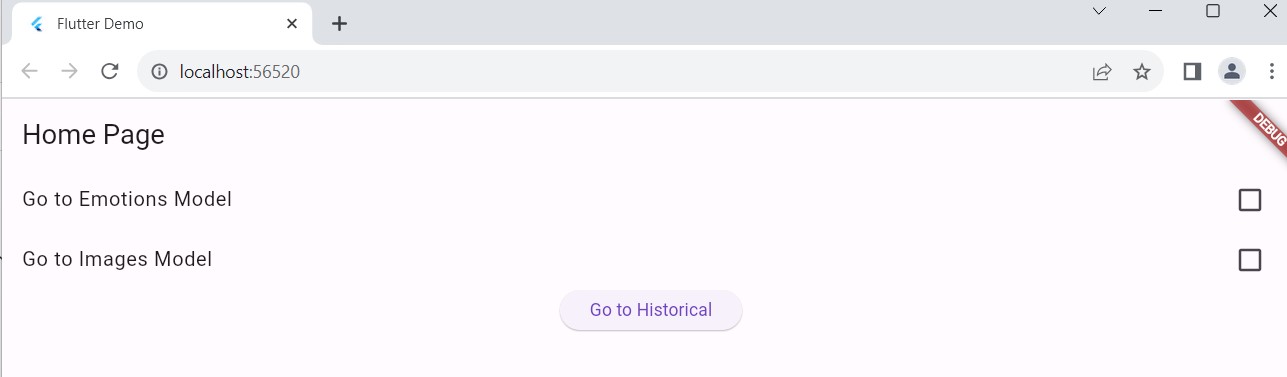 Flutter Demo
localhost:56520
DEBUG
Home Page
Go to Emotions Model
Go to Images Model
Go to Historical